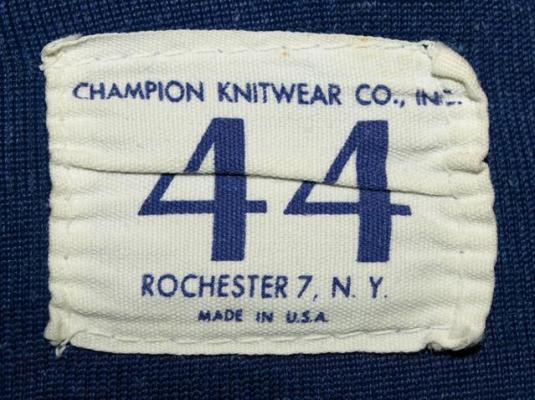 CHAMPION KNITWEAR CO., INC.
44
ROCHESTER 7, N. Y.
MADE IN U.S.A.